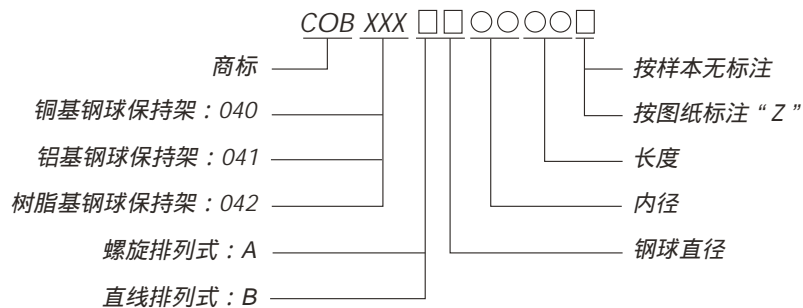 COB XXX □□○○○○□
商标
铜基钢球保持架：040
铝基钢球保持架：041
树脂基钢球保持架：042
螺旋排列式：A
直线排列式：B
按样本无标注
按图纸标注“Z”
长度
内径
钢球直径